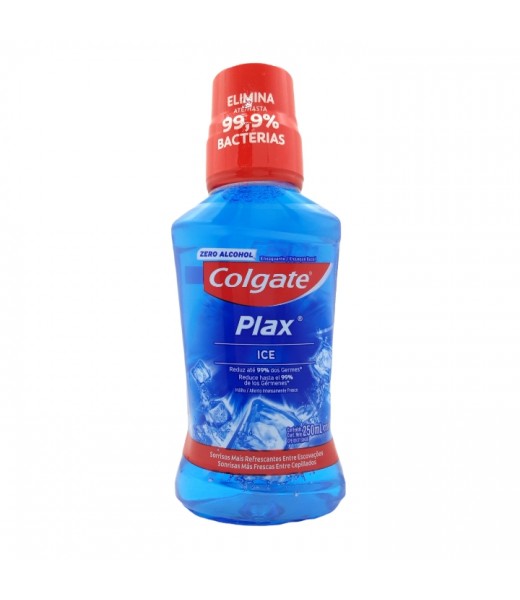 ELIMINA
ATÉ/HASTA
99,9%
BACTERIAS
ZERO ALCOHOL
Colgate®
Plax®
ICE
Reduz até 99% dos Germes*
Reduce hasta el 99%
de los Gérmenes*
250mL
Sorrisos Mais Refrescantes Entre Escovações
Sonrisas Más Frescas Entre Cepillados